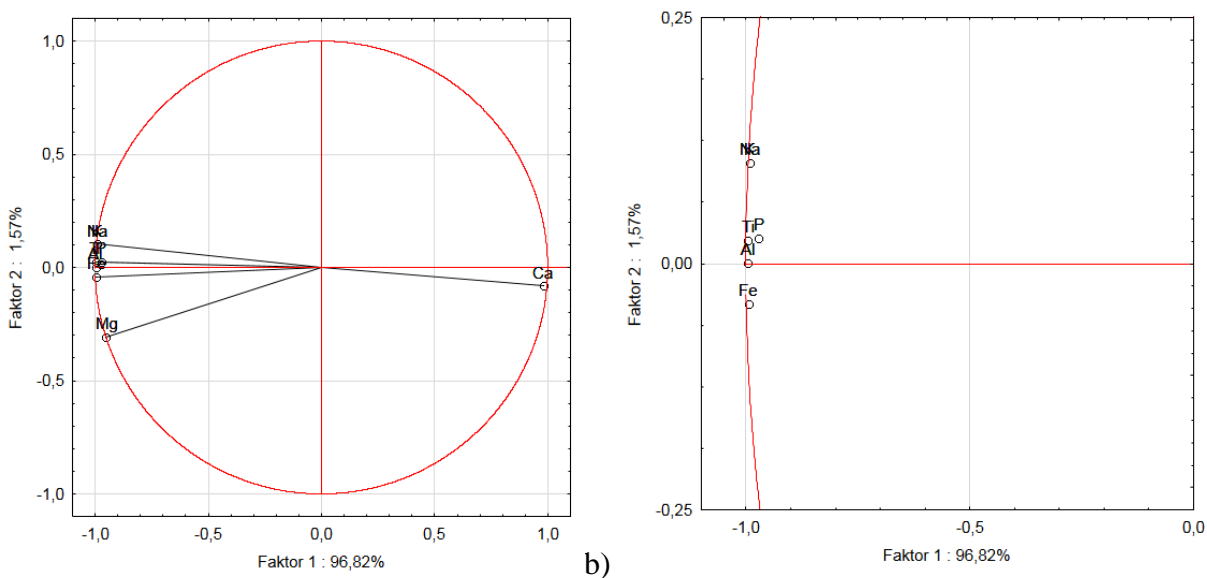 1,0
0,5
0,0
-0,5
-1,0
Faktor 2 : 1,57%
Ca
Mg
-1,0 -0,5 0,0 0,5 1,0
Faktor 1 : 96,82%
b)
0,25
0,00
-0,25
Faktor 2 : 1,57%
Ti P
Al
Fe
-1,0 -0,5 0,0
Faktor 1 : 96,82%